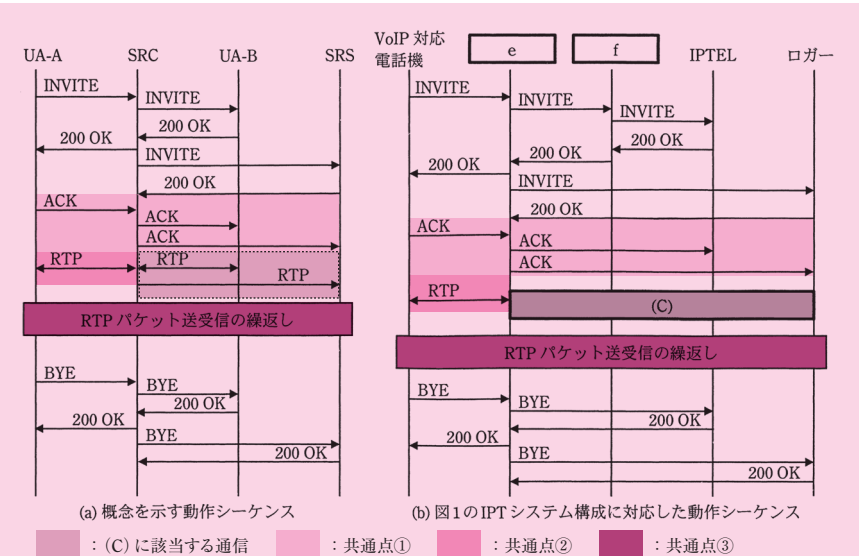 UA-A SRC UA-B SRS
INVITE
INVITE
200 OK
200 OK
INVITE
200 OK
ACK
ACK
ACK
RTP RTP
RTP
RTPパケット送受信の繰返し
BYE
BYE
200 OK
200 OK
BYE
200 OK
(a) 概念を示す動作シーケンス
VoIP 対応
電話機 e f IPTEL ロガー
INVITE
INVITE
INVITE
200 OK
200 OK
200 OK
INVITE
200 OK
ACK
ACK
ACK
RTP
(C)
RTPパケット送受信の繰返し
BYE
BYE
200 OK
200 OK
BYE
200 OK
(b) 図1のIPTシステム構成に対応した動作シーケンス
：(C)に該当する通信 ：共通点① ：共通点② ：共通点③